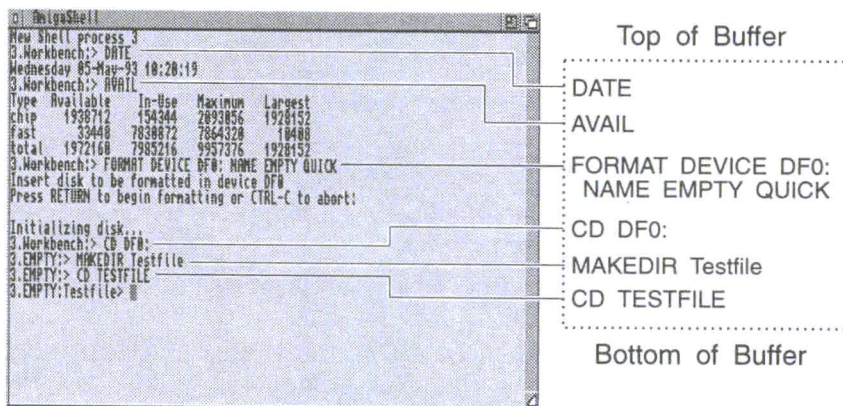 AmigaShell
New Shell process 3
3.Workbench:> DATE
Wednesday 05-May-93 10:20:19
3.Workbench:> AVAIL
Type Available In-Use Maximum Largest
chip 1938712 154344 2093056 1928152
fast 33448 7830872 7864320 10408
total 1972160 7985216 9957376 1928152
3.Workbench:> FORMAT DEVICE DF0: NAME EMPTY QUICK
Insert disk to be formatted in device DF0
Press RETURN to begin formatting or CTRL-C to abort:
Initializing disk...
3.Workbench:> CD DF0:
3.EMPTY:> MAKEDIR Testfile
3.EMPTY:> CD TESTFILE
3.EMPTY:Testfile>
Top of Buffer
DATE
AVAIL
FORMAT DEVICE DF0:
NAME EMPTY QUICK
CD DF0:
MAKEDIR Testfile
CD TESTFILE
Bottom of Buffer